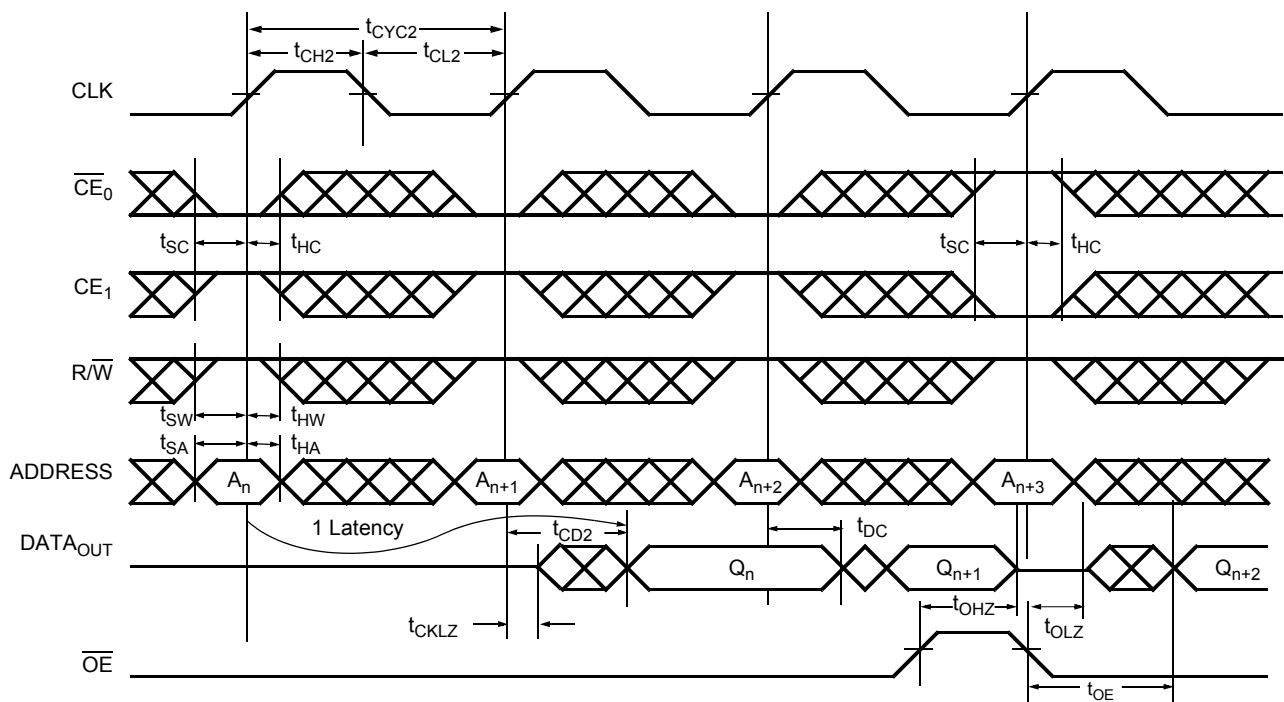 tCYC2
tCH2 tCL2
CLK
CE0
tSC tHC tSC tHC
CE1
R/W
tSW tHW
tSA tHA
ADDRESS An An+1 An+2 An+3
1 Latency tCD2 tDC
DATAOUT Qn Qn+1 Qn+2
tOHZ
tCKLZ tOLZ
OE
tOE